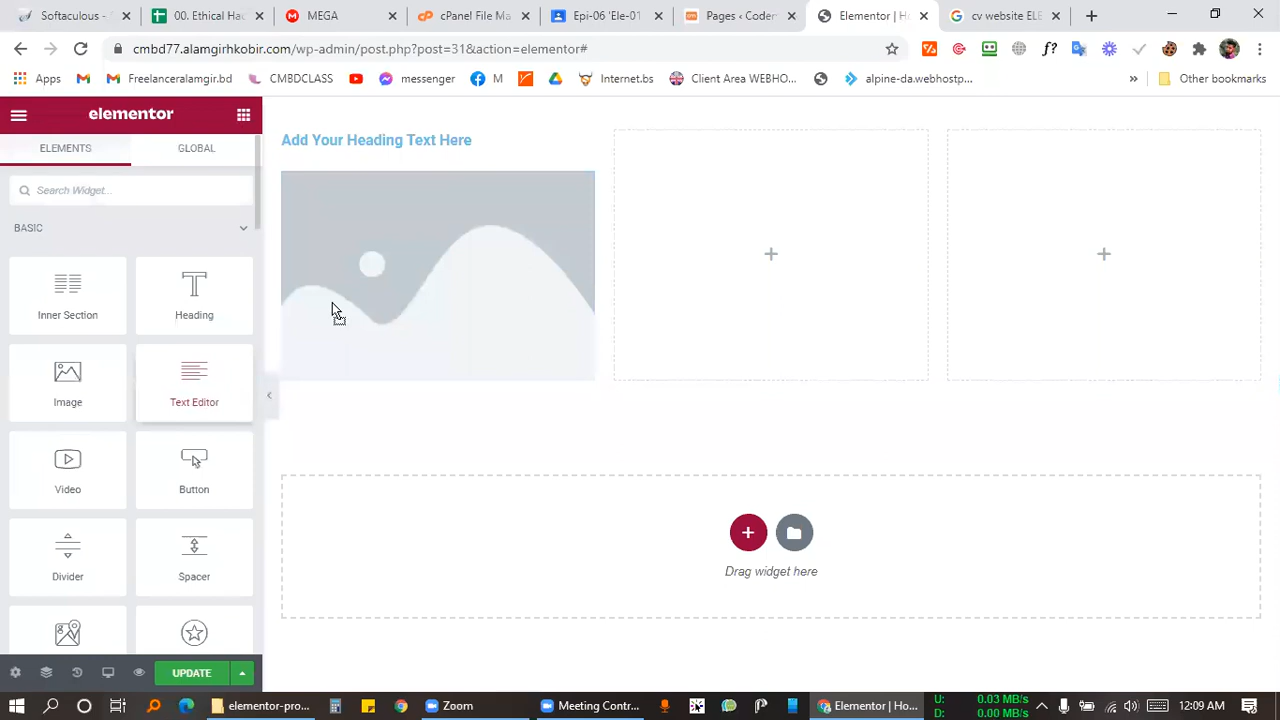 Softaculous -
00. Ethical Ha
MEGA
cPanel File Ma
Epi-06 'Ele-01
Pages ‹ Coder
Elementor | H
cv website ELE
cmbd77.alamgirhkobir.com/wp-admin/post.php?post=31&action=elementor#
Apps
Freelanceralamgir.bd
CMBDCLASS
messenger
M
Internet.bs
Client Area WEBHO...
alpine-da.webhostp...
»
Other bookmarks
elementor
ELEMENTS
GLOBAL
Search Widget...
BASIC
Inner Section
Heading
Image
Text Editor
Video
Button
Divider
Spacer
UPDATE
Add Your Heading Text Here
Drag widget here
elementor-pro...
Zoom
Meeting Contr...
Elementor | Ho...
U: 0.03 MB/s
D: 0.00 MB/s
12:09 AM